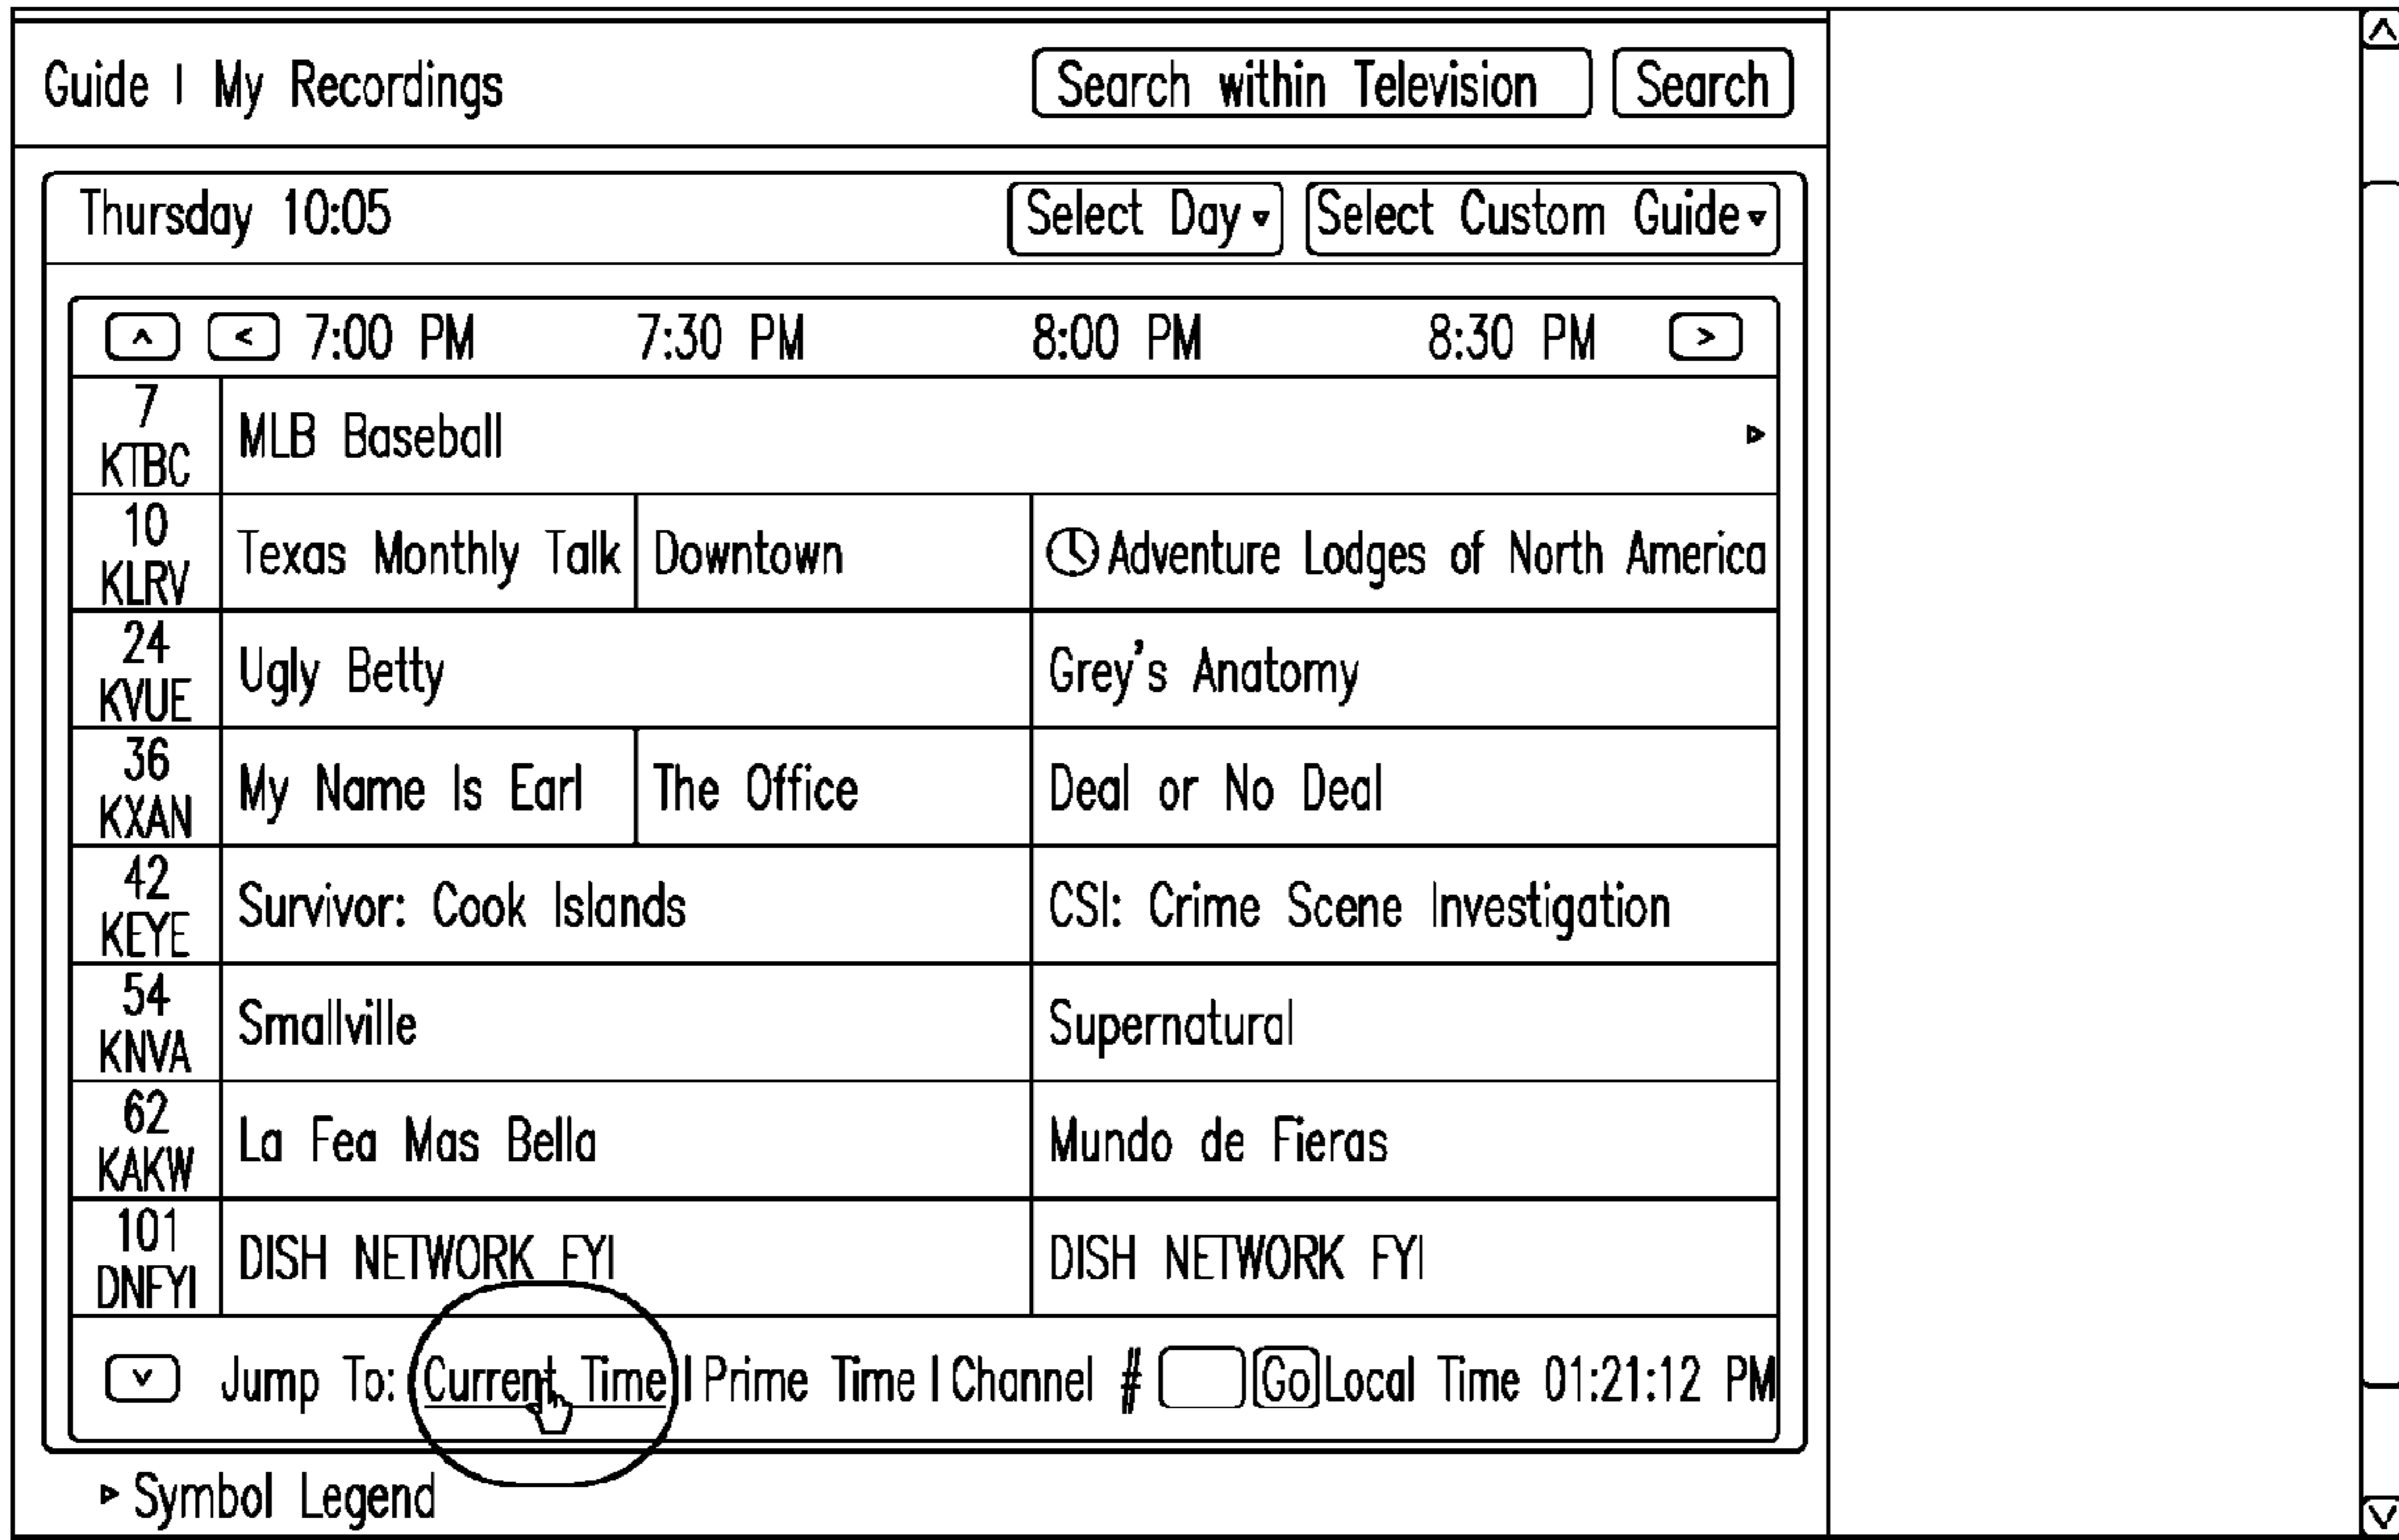 Guide | My Recordings Search within Television Search
Thursday 10:05 Select Day Select Custom Guide
7:00 PM 7:30 PM 8:00 PM 8:30 PM
7
KTBC MLB Baseball
10
KLRV Texas Monthly Talk Downtown Adventure Lodges of North America
24
KVUE Ugly Betty Grey's Anatomy
36
KXAN My Name Is Earl The Office Deal or No Deal
42
KEYE Survivor: Cook Islands CSI: Crime Scene Investigation
54
KNVA Smallville Supernatural
62
KAKW La Fea Mas Bella Mundo de Fieras
101
DNFYI DISH NETWORK FYI DISH NETWORK FYI
Jump To: Current Time | Prime Time | Channel # Go Local Time 01:21:12 PM
Symbol Legend